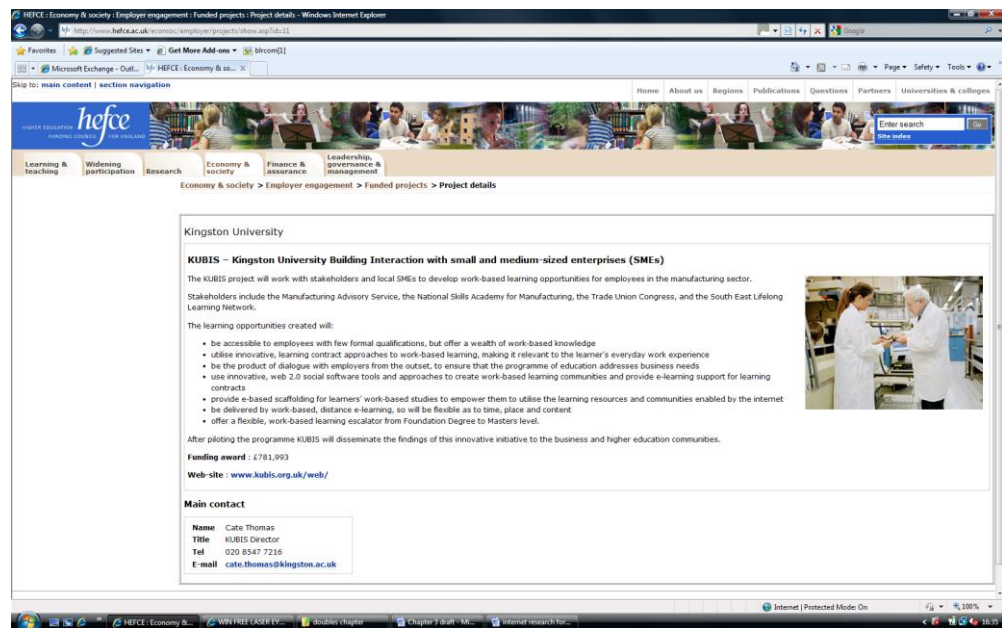 HEFCE : Economy & society : Employer engagement : Funded projects : Project details - Windows Internet Explorer
http://www.hefce.ac.uk/econsoc/employer/projects/show.asp?id=11
Google
Favorites
Suggested Sites
Get More Add-ons
blrcom[1]
Microsoft Exchange - Outl...
HEFCE : Economy & so...
Page
Safety
Tools
Skip to: main content | section navigation
Home
About us
Regions
Publications
Questions
Partners
Universities & colleges
HIGHER EDUCATION
hefce
FUNDING COUNCIL FOR ENGLAND
Enter search
Go
Site index
Learning & teaching
Widening participation
Research
Economy & society
Finance & assurance
Leadership, governance & management
Economy & society > Employer engagement > Funded projects > Project details
Kingston University
KUBIS – Kingston University Building Interaction with small and medium-sized enterprises (SMEs)
The KUBIS project will work with stakeholders and local SMEs to develop work-based learning opportunities for employees in the manufacturing sector.
Stakeholders include the Manufacturing Advisory Service, the National Skills Academy for Manufacturing, the Trade Union Congress, and the South East Lifelong
Learning Network.
The learning opportunities created will:
• be accessible to employees with few formal qualifications, but offer a wealth of work-based knowledge
• utilise innovative, learning contract approaches to work-based learning, making it relevant to the learner's everyday work experience
• be the product of dialogue with employers from the outset, to ensure that the programme of education addresses business needs
• use innovative, web 2.0 social software tools and approaches to create work-based learning communities and provide e-learning support for learning
contracts
• provide e-based scaffolding for learners' work-based studies to empower them to utilise the learning resources and communities enabled by the internet
• be delivered by work-based, distance e-learning, so will be flexible as to time, place and content
• offer a flexible, work-based learning escalator from Foundation Degree to Masters level.
After piloting the programme KUBIS will disseminate the findings of this innovative initiative to the business and higher education communities.
Funding award : £781,993
Web-site : www.kubis.org.uk/web/
Main contact
Name Cate Thomas
Title KUBIS Director
Tel 020 8547 7216
E-mail cate.thomas@kingston.ac.uk
Internet | Protected Mode: On
100%
HEFCE : Economy &...
WIN FREE LASER EY...
doubles chapter
Chapter 3 draft - Mi...
internet research for...
16:35